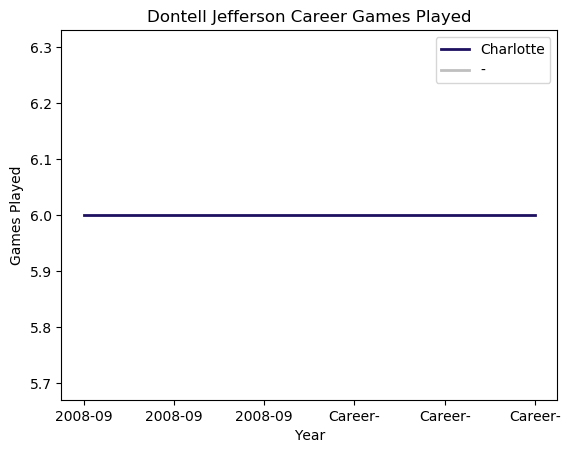 Dontell Jefferson Career Games Played
Charlotte
-
Games Played
6.3
6.2
6.1
6.0
5.9
5.8
5.7
2008-09 2008-09 2008-09 Career- Career- Career-
Year